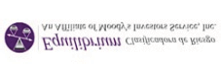 Equilibrium Clasificadora de Riesgo
An Affiliate of Moody's Investors Service, Inc.